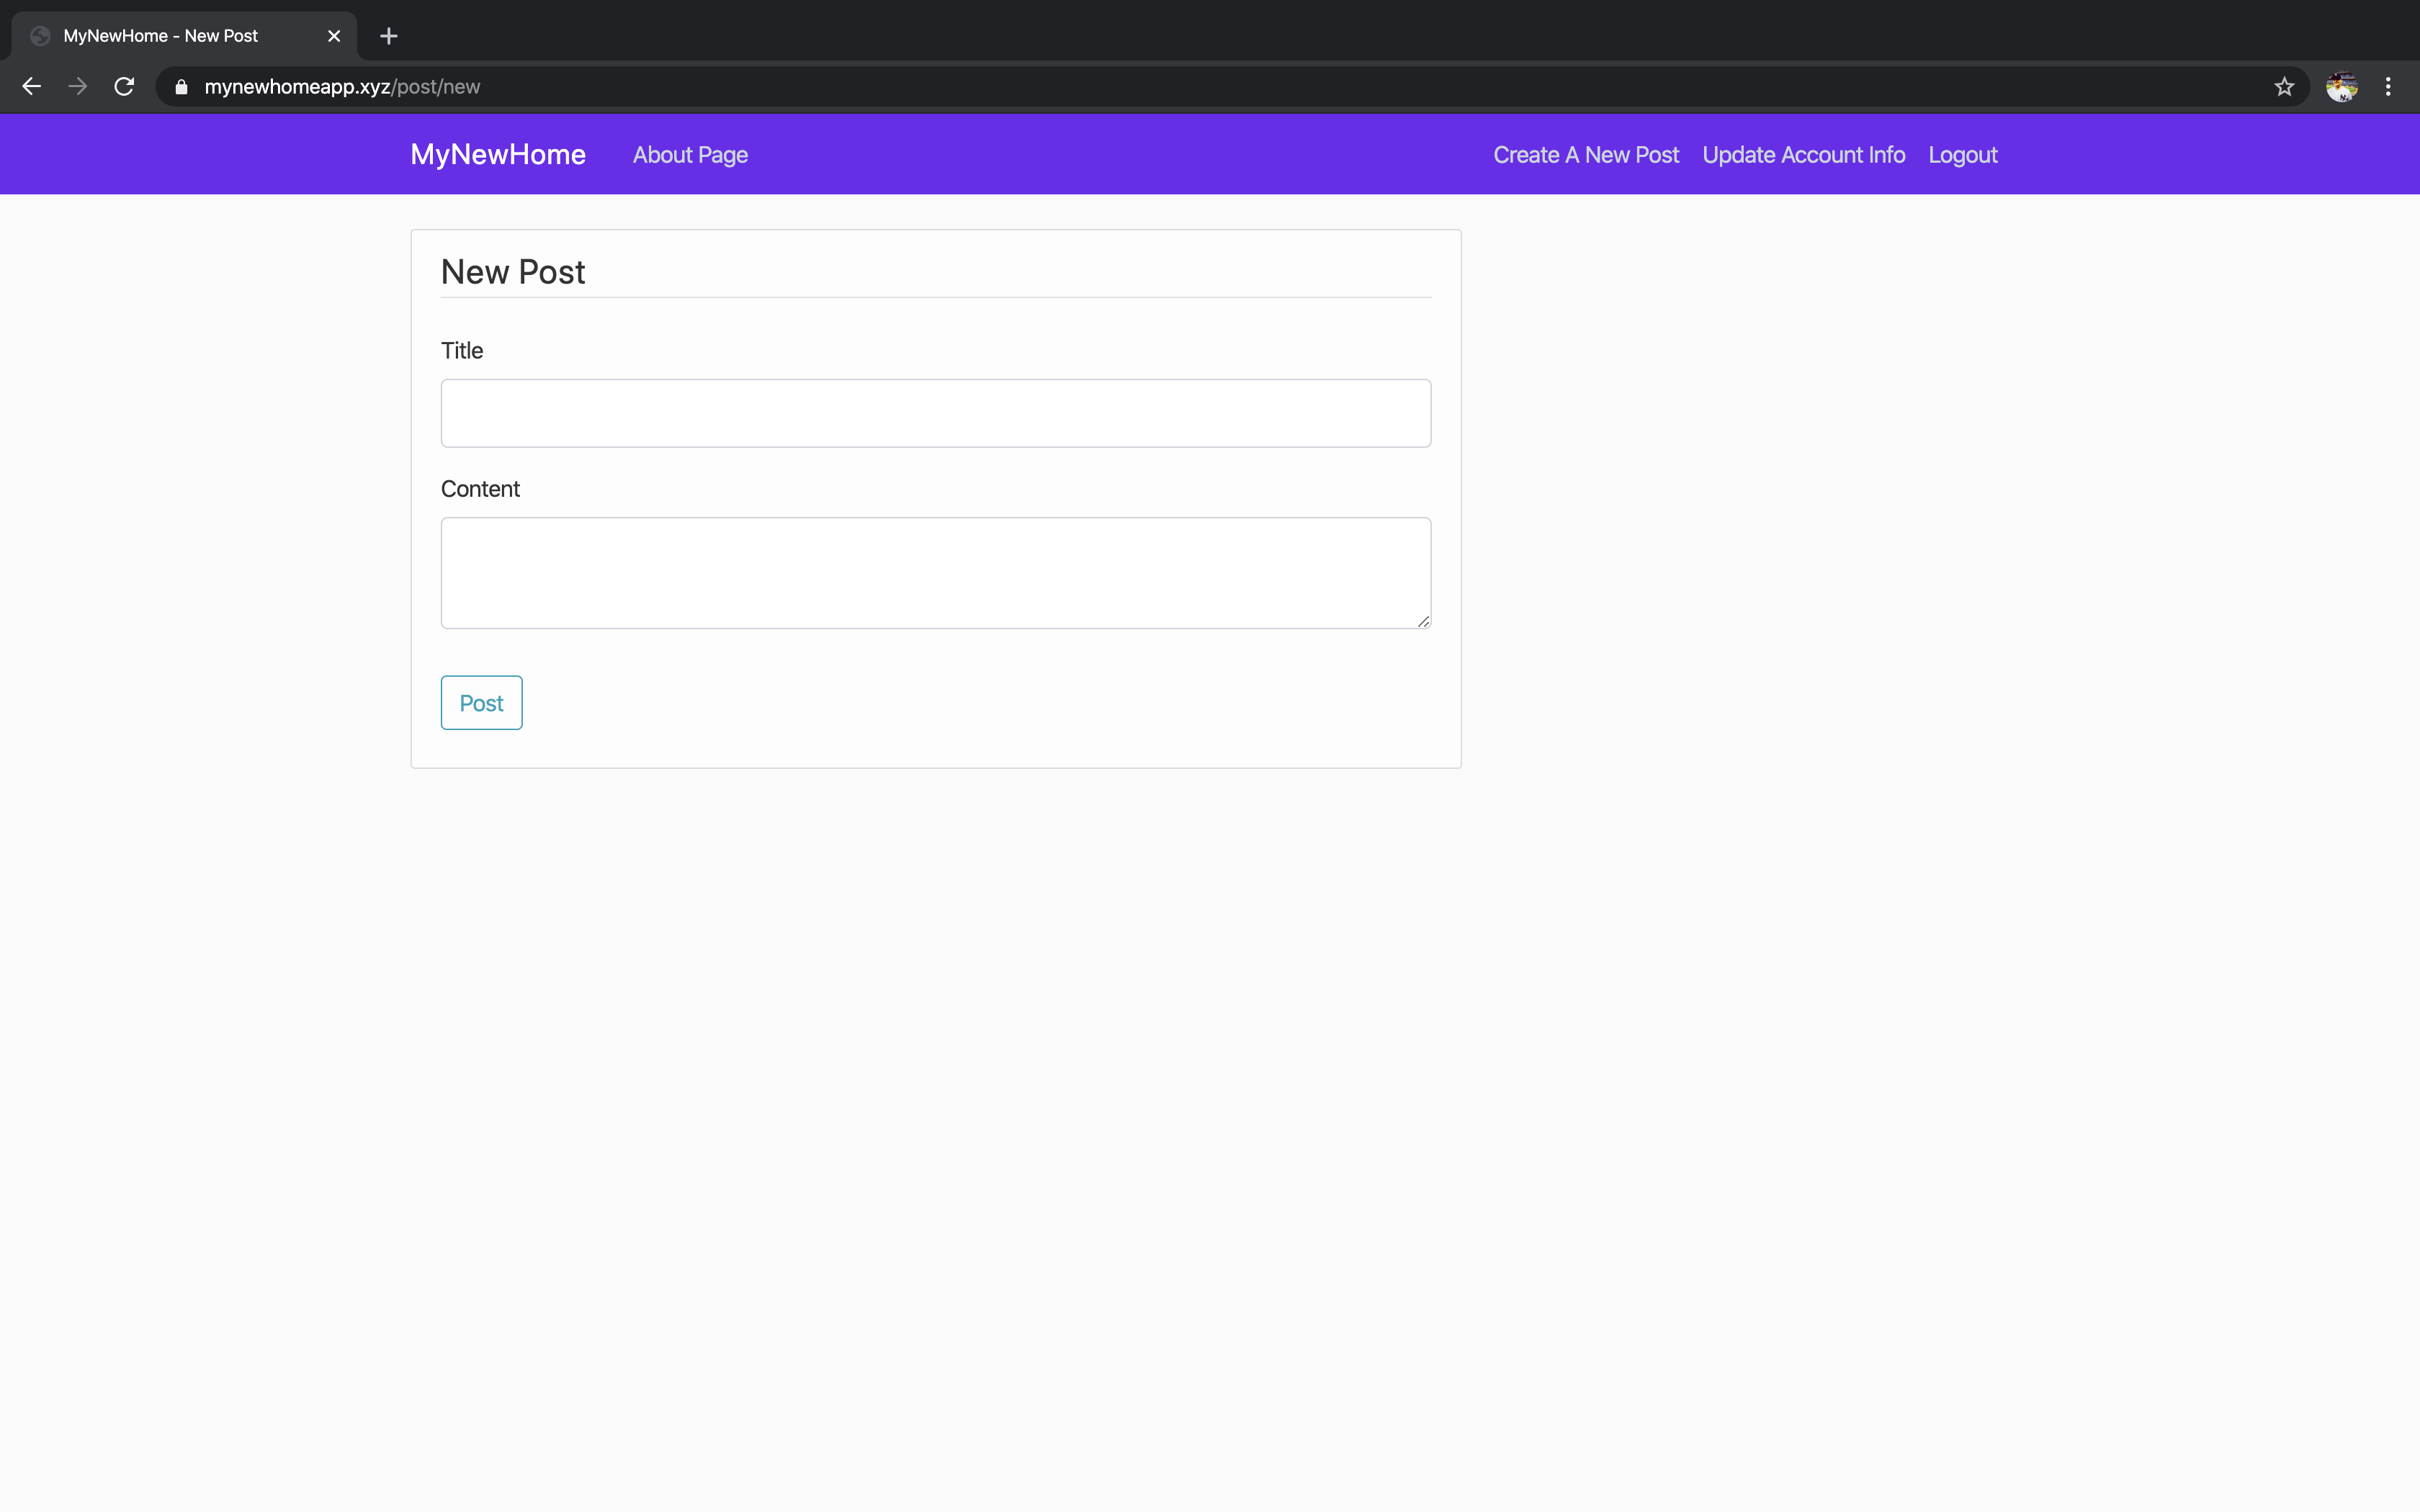 MyNewHome - New Post
mynewhomeapp.xyz/post/new
MyNewHome About Page Create A New Post Update Account Info Logout
New Post
Title
Content
Post